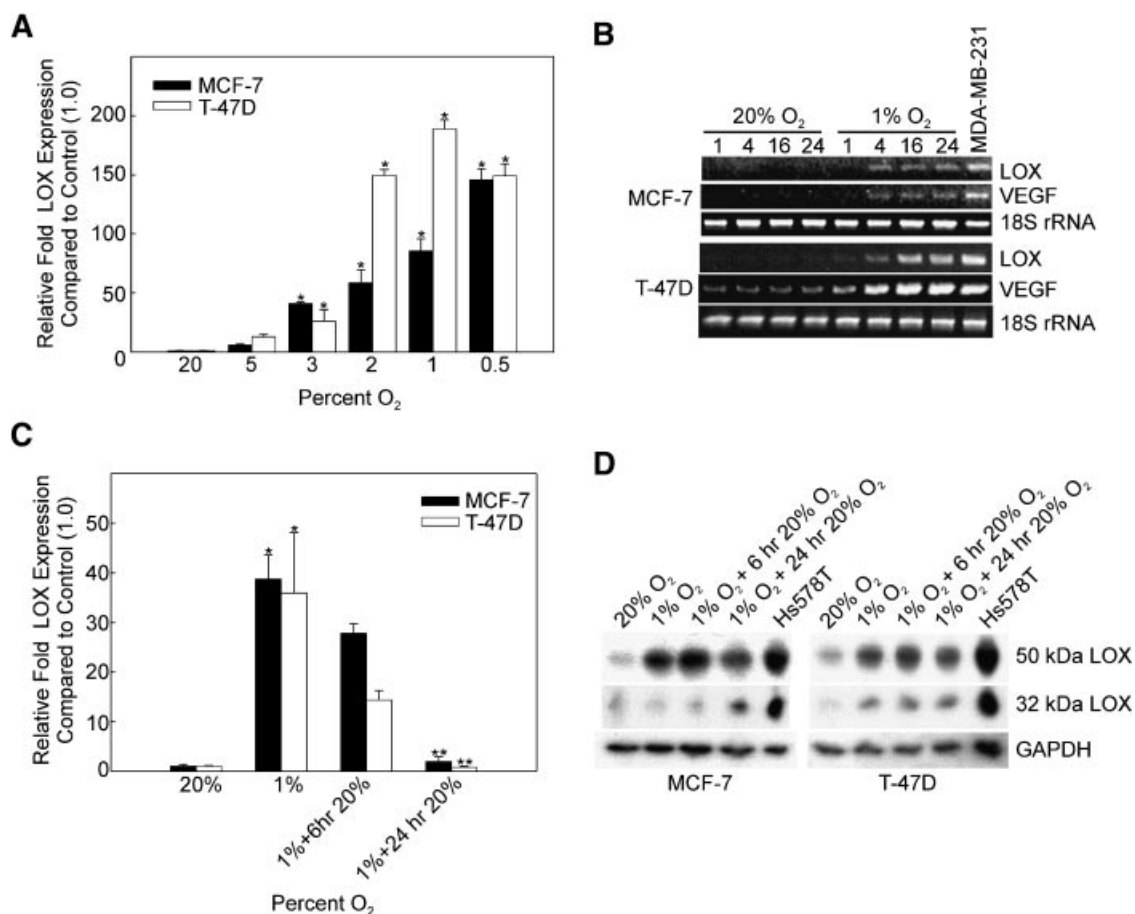 A
Relative Fold LOX Expression
Compared to Control (1.0)
MCF-7
T-47D
200
150
100
50
0
* * * * * * * *
20 5 3 2 1 0.5
Percent O₂
B
20% O₂ 1% O₂ MDA-MB-231
1 4 16 24 1 4 16 24
MCF-7
LOX
VEGF
18S rRNA
T-47D
LOX
VEGF
18S rRNA
C
Relative Fold LOX Expression
Compared to Control (1.0)
MCF-7
T-47D
50
40
30
20
10
0
* * ** **
20% 1% 1%+6hr 20% 1%+24 hr 20%
Percent O₂
D
20% O₂ 1% O₂ 1% O₂ + 6 hr 20% O₂ 1% O₂ + 24 hr 20% O₂ Hs578T
20% O₂ 1% O₂ 1% O₂ + 6 hr 20% O₂ 1% O₂ + 24 hr 20% O₂ Hs578T
50 kDa LOX
32 kDa LOX
GAPDH
MCF-7 T-47D